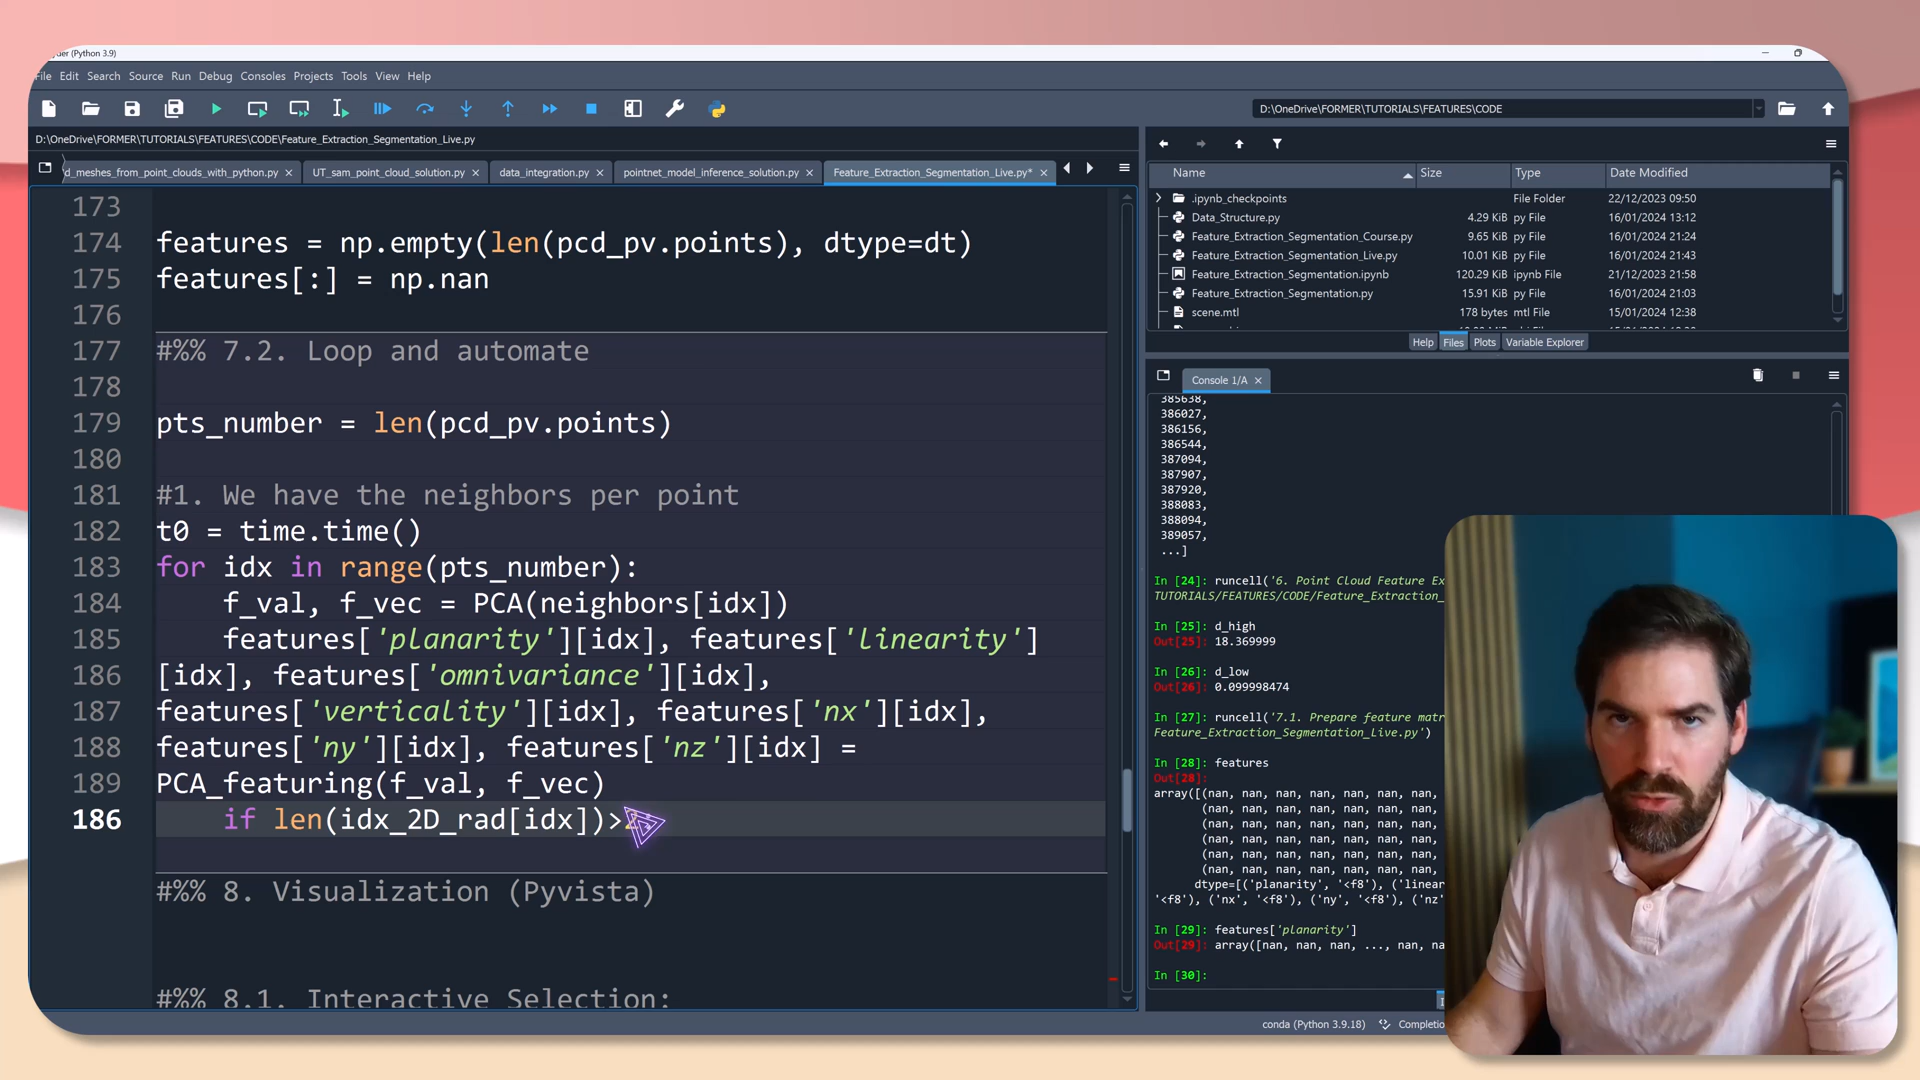 der (Python 3.9)
File Edit Search Source Run Debug Consoles Projects Tools View Help
D:\OneDrive\FORMER\TUTORIALS\FEATURES\CODE
D:\OneDrive\FORMER\TUTORIALS\FEATURES\CODE\Feature_Extraction_Segmentation_Live.py
d_meshes_from_point_clouds_with_python.py UT_sam_point_cloud_solution.py data_integration.py pointnet_model_inference_solution.py Feature_Extraction_Segmentation_Live.py*
173
174 features = np.empty(len(pcd_pv.points), dtype=dt)
175 features[:] = np.nan
176
177 #%% 7.2. Loop and automate
178
179 pts_number = len(pcd_pv.points)
180
181 #1. We have the neighbors per point
182 t0 = time.time()
183 for idx in range(pts_number):
184 f_val, f_vec = PCA(neighbors[idx])
185 features['planarity'][idx], features['linearity']
186 [idx], features['omnivariance'][idx],
187 features['verticality'][idx], features['nx'][idx],
188 features['ny'][idx], features['nz'][idx] =
189 PCA_featuring(f_val, f_vec)
186 if len(idx_2D_rad[idx])>
#%% 8. Visualization (Pyvista)
#%% 8.1. Interactive Selection:
Name Size Type Date Modified
.ipynb_checkpoints File Folder 22/12/2023 09:50
Data_Structure.py 4.29 KiB py File 16/01/2024 13:12
Feature_Extraction_Segmentation_Course.py 9.65 KiB py File 16/01/2024 21:24
Feature_Extraction_Segmentation_Live.py 10.01 KiB py File 16/01/2024 21:43
Feature_Extraction_Segmentation.ipynb 120.29 KiB ipynb File 21/12/2023 21:58
Feature_Extraction_Segmentation.py 15.91 KiB py File 16/01/2024 21:03
scene.mtl 178 bytes mtl File 15/01/2024 12:38
Help Files Plots Variable Explorer
Console 1/A
385638,
386027,
386156,
386544,
387094,
387907,
387920,
388083,
388094,
389057,
...]
In [24]: runcell('6. Point Cloud Feature Ex
TUTORIALS/FEATURES/CODE/Feature_Extraction_
In [25]: d_high
Out[25]: 18.369999
In [26]: d_low
Out[26]: 0.099998474
In [27]: runcell('7.1. Prepare feature matr
Feature_Extraction_Segmentation_Live.py')
In [28]: features
Out[28]:
array([(nan, nan, nan, nan, nan, nan, nan,
(nan, nan, nan, nan, nan, nan, nan,
(nan, nan, nan, nan, nan, nan, nan,
(nan, nan, nan, nan, nan, nan, nan,
(nan, nan, nan, nan, nan, nan, nan,
(nan, nan, nan, nan, nan, nan, nan,
dtype=[('planarity', '<f8'), ('linear
'<f8'), ('nx', '<f8'), ('ny', '<f8'), ('nz'
In [29]: features['planarity']
Out[29]: array([nan, nan, nan, ..., nan, na
In [30]:
conda (Python 3.9.18) Completio